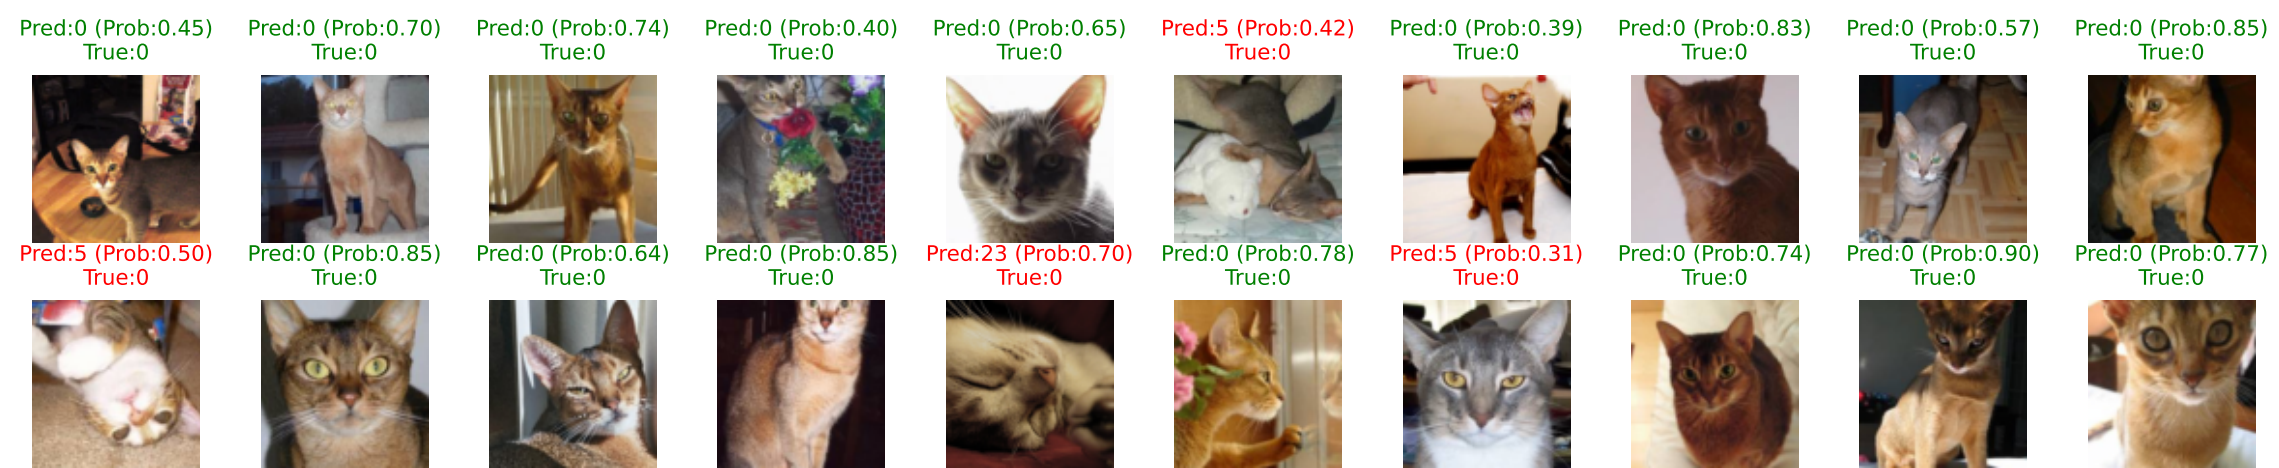 Pred:0 (Prob:0.45) Pred:0 (Prob:0.70) Pred:0 (Prob:0.74) Pred:0 (Prob:0.40) Pred:0 (Prob:0.65) Pred:5 (Prob:0.42) Pred:0 (Prob:0.39) Pred:0 (Prob:0.83) Pred:0 (Prob:0.57) Pred:0 (Prob:0.85)
True:0 True:0 True:0 True:0 True:0 True:0 True:0 True:0 True:0 True:0
Pred:5 (Prob:0.50) Pred:0 (Prob:0.85) Pred:0 (Prob:0.64) Pred:0 (Prob:0.85) Pred:23 (Prob:0.70) Pred:0 (Prob:0.78) Pred:5 (Prob:0.31) Pred:0 (Prob:0.74) Pred:0 (Prob:0.90) Pred:0 (Prob:0.77)
True:0 True:0 True:0 True:0 True:0 True:0 True:0 True:0 True:0 True:0